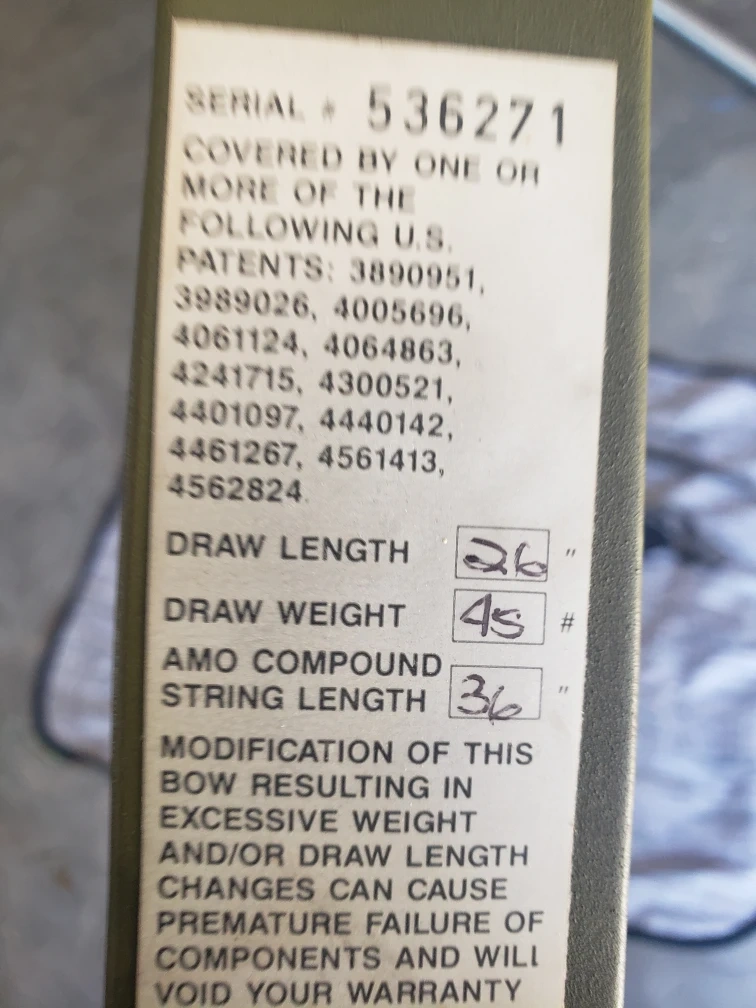 SERIAL # 536271
COVERED BY ONE OR
MORE OF THE
FOLLOWING U.S.
PATENTS: 3890951,
3989026, 4005696,
4061124, 4064863,
4241715, 4300521,
4401097, 4440142,
4461267, 4561413,
4562824.
DRAW LENGTH 26 "
DRAW WEIGHT 45 #
AMO COMPOUND
STRING LENGTH 36 "
MODIFICATION OF THIS
BOW RESULTING IN
EXCESSIVE WEIGHT
AND/OR DRAW LENGTH
CHANGES CAN CAUSE
PREMATURE FAILURE OF
COMPONENTS AND WILL
VOID YOUR WARRANTY